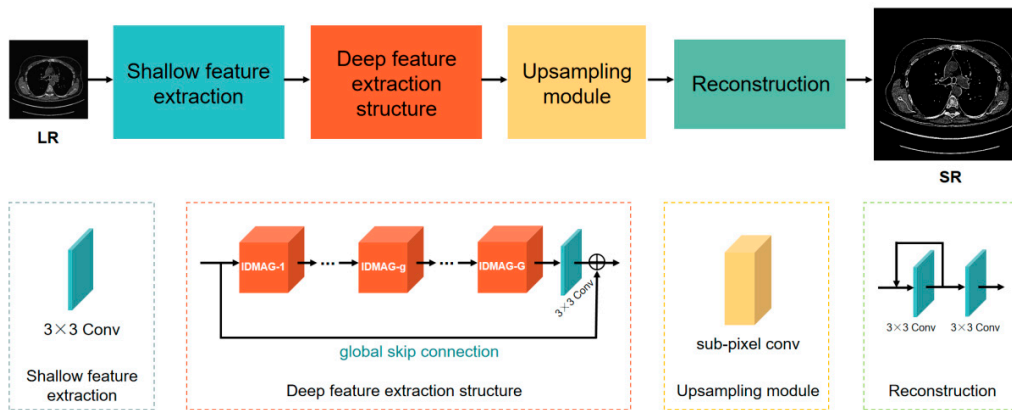 Shallow feature
extraction
Deep feature
extraction
structure
Upsampling
module
Reconstruction
LR
SR
3×3 Conv
Shallow feature
extraction
IDMAG-1
...
IDMAG-g
...
IDMAG-G
3×3 Conv
global skip connection
Deep feature extraction structure
sub-pixel conv
Upsampling module
3×3 Conv
3×3 Conv
Reconstruction